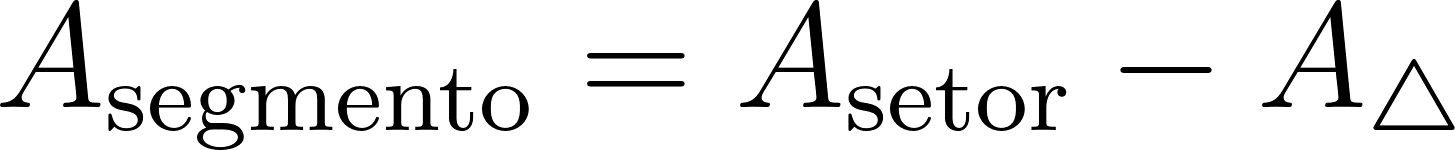 A_segmento = A_setor − A_△